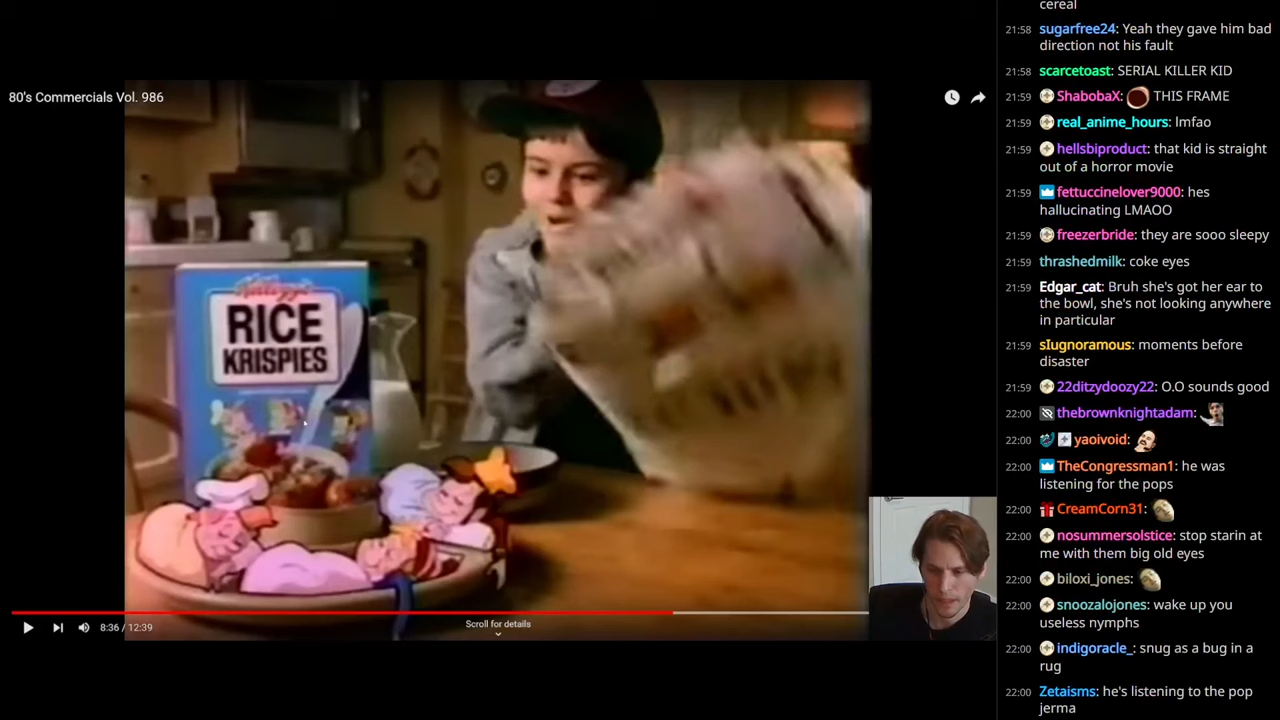 80's Commercials Vol. 986
Kellogg's
RICE
KRISPIES
8:36 / 12:39
Scroll for details
cereal
21:58 sugarfree24: Yeah they gave him bad
direction not his fault
21:58 scarcetoast: SERIAL KILLER KID
21:59 ShabobaX: THIS FRAME
21:59 real_anime_hours: lmfao
21:59 hellsbiproduct: that kid is straight
out of a horror movie
21:59 fettuccinelover9000: hes
hallucinating LMAOO
21:59 freezerbride: they are sooo sleepy
21:59 thrashedmilk: coke eyes
21:59 Edgar_cat: Bruh she's got her ear to
the bowl, she's not looking anywhere
in particular
21:59 sIugnoramous: moments before
disaster
21:59 22ditzydoozy22: O.O sounds good
22:00 thebrownknightadam:
22:00 yaoivoid:
22:00 TheCongressman1: he was
listening for the pops
22:00 CreamCorn31:
22:00 nosummersolstice: stop starin at
me with them big old eyes
22:00 biloxi_jones:
22:00 snoozalojones: wake up you
useless nymphs
22:00 indigoracle_: snug as a bug in a
rug
22:00 Zetaisms: he's listening to the pop
jerma